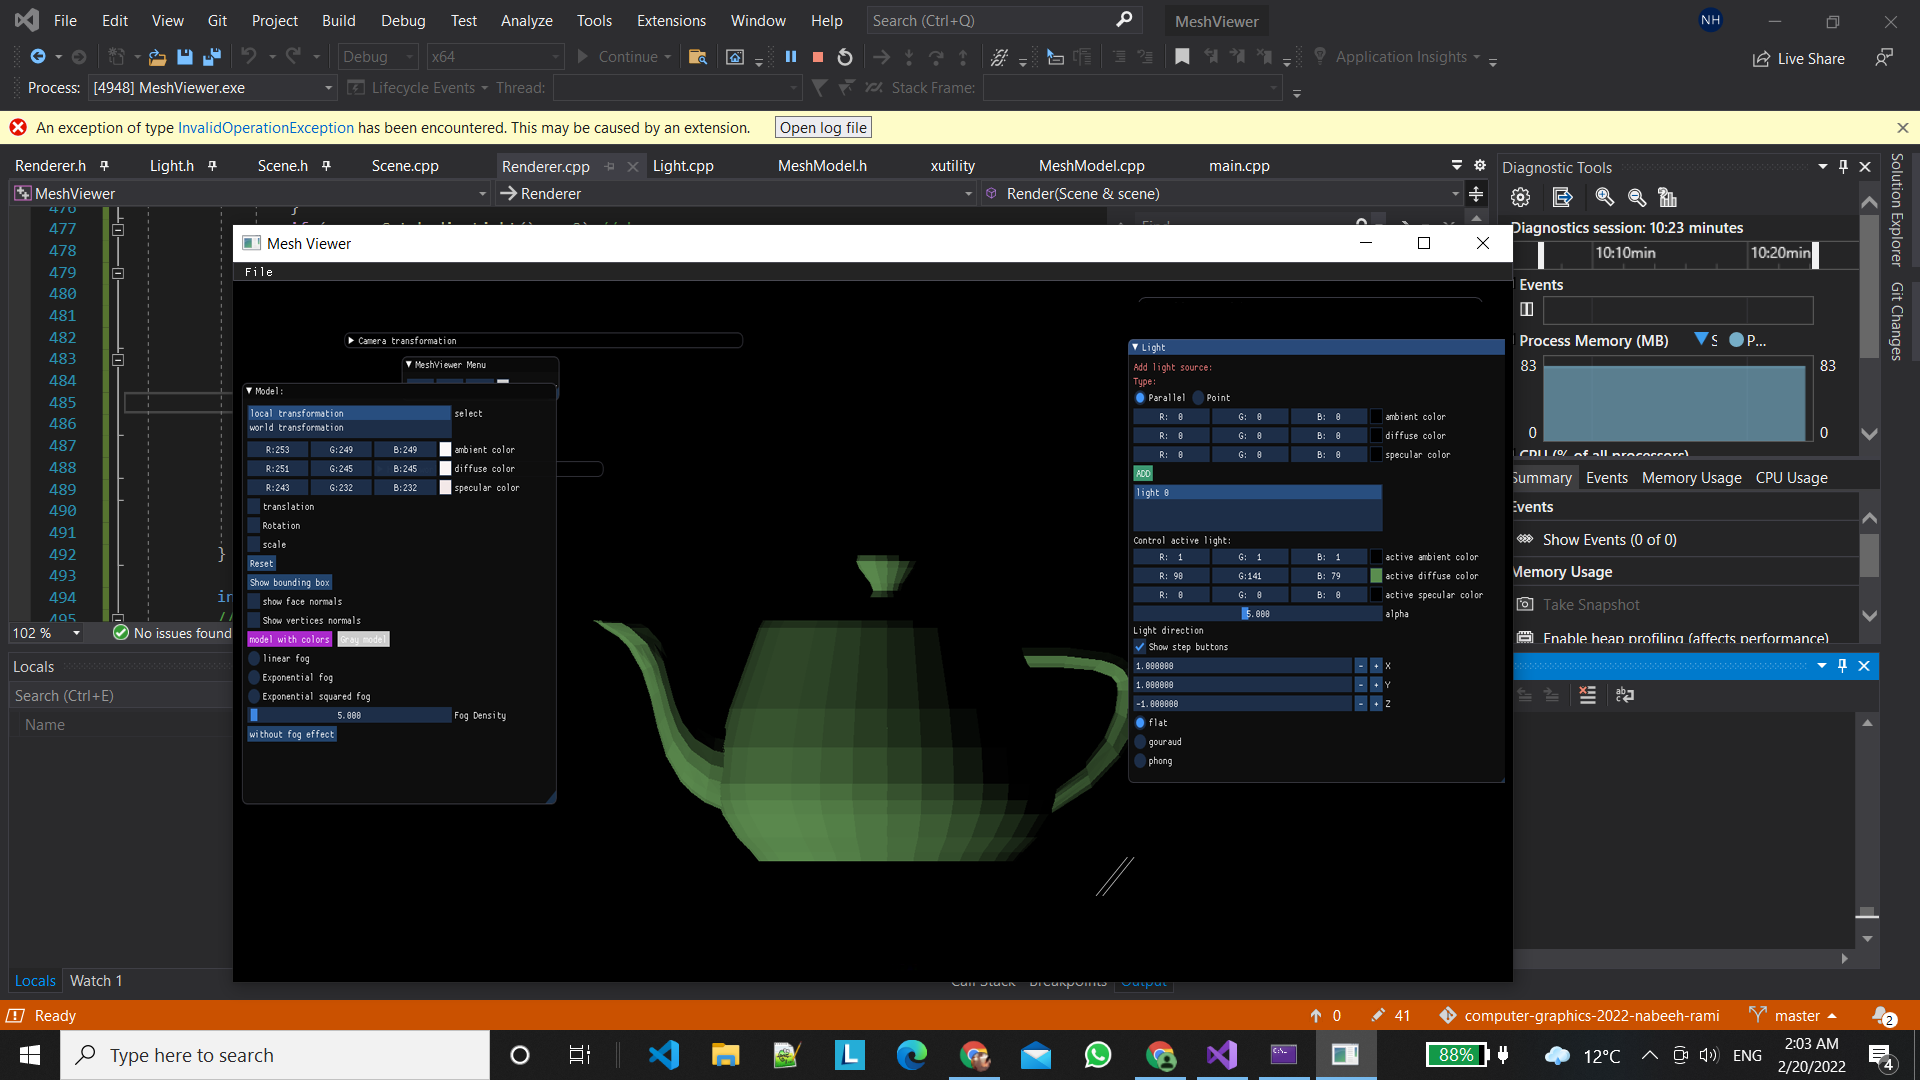 File Edit View Git Project Build Debug Test Analyze Tools Extensions Window Help Search (Ctrl+Q) MeshViewer NH
Debug x64 Continue Application Insights Live Share
Process: [4948] MeshViewer.exe Lifecycle Events Thread: Stack Frame:
An exception of type InvalidOperationException has been encountered. This may be caused by an extension. Open log file
Renderer.h Light.h Scene.h Scene.cpp Renderer.cpp Light.cpp MeshModel.h xutility MeshModel.cpp main.cpp
MeshViewer Renderer Render(Scene & scene)
476 }
477
478
479
480
481
482
483
484
485
486
487
488
489
490
491
492 }
493
494 in
495 //
102 % No issues found
Mesh Viewer
File
Camera transformation
MeshViewer Menu
Model:
local transformation select
world transformation
R:253 G:249 B:249 ambient color
R:251 G:245 B:245 diffuse color
R:243 G:232 B:232 specular color
translation
Rotation
scale
Reset
Show bounding box
show face normals
Show vertices normals
model with colors Gray model
linear fog
Exponential fog
Exponential squared fog
5.000 Fog Density
without fog effect
Light
Add light source:
Type:
Parallel Point
R: 0 G: 0 B: 0 ambient color
R: 0 G: 0 B: 0 diffuse color
R: 0 G: 0 B: 0 specular color
ADD
light 0
Control active light:
R: 1 G: 1 B: 1 active ambient color
R: 90 G:141 B: 79 active diffuse color
R: 0 G: 0 B: 0 active specular color
5.000 alpha
Light direction
Show step buttons
1.000000 - + X
1.000000 - + Y
-1.000000 - + Z
flat
gouraud
phong
Diagnostic Tools
Diagnostics session: 10:23 minutes
10:10min 10:20min
Events
Process Memory (MB) S P...
83 83
0 0
CPU (% of all processors)
Summary Events Memory Usage CPU Usage
Events
Show Events (0 of 0)
Memory Usage
Take Snapshot
Enable heap profiling (affects performance)
Solution Explorer
Git Changes
Locals
Search (Ctrl+E)
Name
Locals Watch 1 Call Stack Breakpoints Output
Ready 0 41 computer-graphics-2022-nabeeh-rami master 2
Type here to search 88% 12°C ENG 2:03 AM
2/20/2022 4